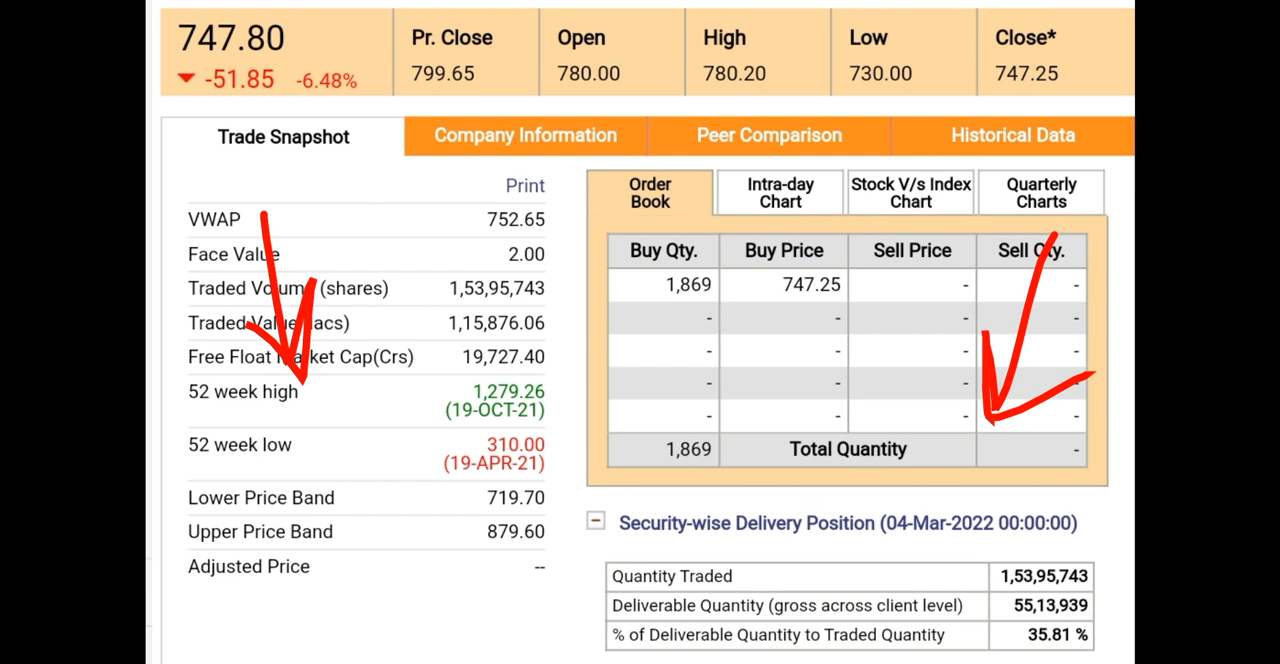 747.80
-51.85 -6.48%
Pr. Close
799.65
Open
780.00
High
780.20
Low
730.00
Close*
747.25
Trade Snapshot
Company Information
Peer Comparison
Historical Data
Print
VWAP 752.65
Face Value 2.00
Traded Volume (shares) 1,53,95,743
Traded Value (lacs) 1,15,876.06
Free Float Market Cap(Crs) 19,727.40
52 week high 1,279.26
(19-OCT-21)
52 week low 310.00
(19-APR-21)
Lower Price Band 719.70
Upper Price Band 879.60
Adjusted Price --
Order
Book
Intra-day
Chart
Stock V/s Index
Chart
Quarterly
Charts
Buy Qty. Buy Price Sell Price Sell Qty.
1,869 747.25 - -
- - - -
- - - -
- - - -
- - - -
1,869 Total Quantity -
Security-wise Delivery Position (04-Mar-2022 00:00:00)
Quantity Traded 1,53,95,743
Deliverable Quantity (gross across client level) 55,13,939
% of Deliverable Quantity to Traded Quantity 35.81 %